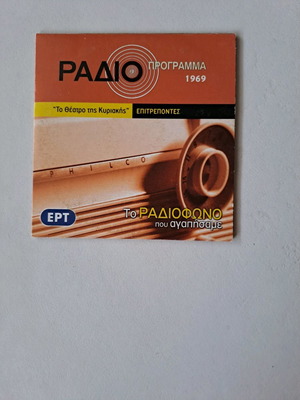 ΡΑΔΙΟ
ΠΡΟΓΡΑΜΜΑ
1969
"Το Θέατρο της Κυριακής" ΕΠΙΤΡΕΠΟΝΤΕΣ
PHILCO
ΕΡΤ
Το ΡΑΔΙΟΦΩΝΟ
που αγαπήσαμε